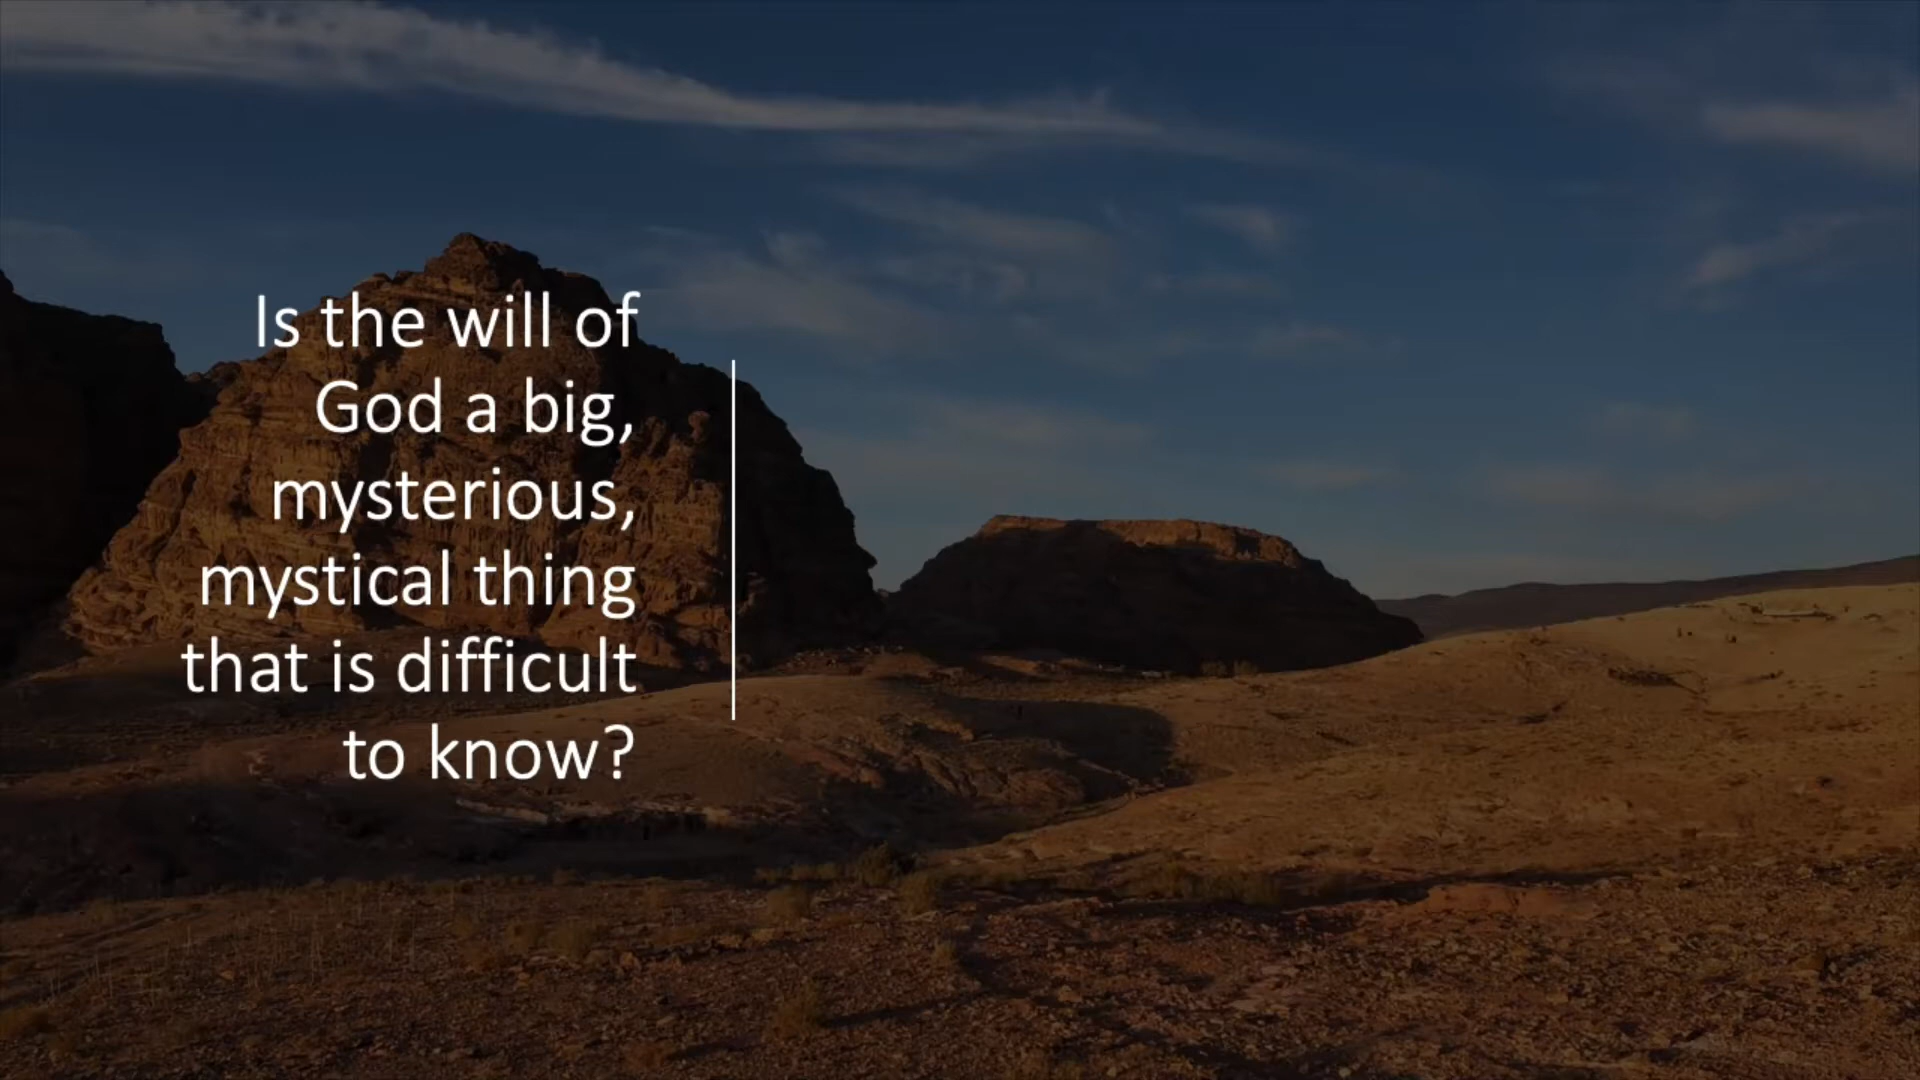 Is the will of
God a big,
mysterious,
mystical thing
that is difficult
to know?